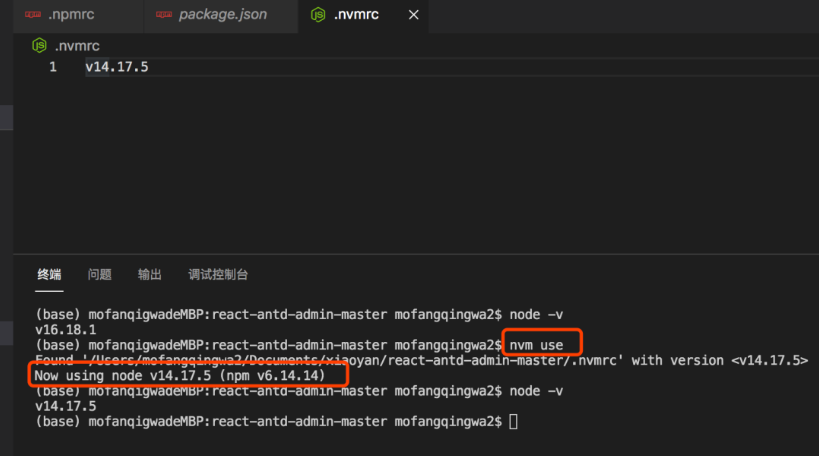 .npmrc package.json .nvmrc
.nvmrc
1 v14.17.5
终端 问题 输出 调试控制台
(base) mofanqigwadeMBP:react-antd-admin-master mofangqingwa2$ node -v
v16.18.1
(base) mofanqigwadeMBP:react-antd-admin-master mofangqingwa2$ nvm use
Found '/Users/mofangqingwa2/Documents/xiaoyan/react-antd-admin-master/.nvmrc' with version <v14.17.5>
Now using node v14.17.5 (npm v6.14.14)
(base) mofanqigwadeMBP:react-antd-admin-master mofangqingwa2$ node -v
v14.17.5
(base) mofanqigwadeMBP:react-antd-admin-master mofangqingwa2$